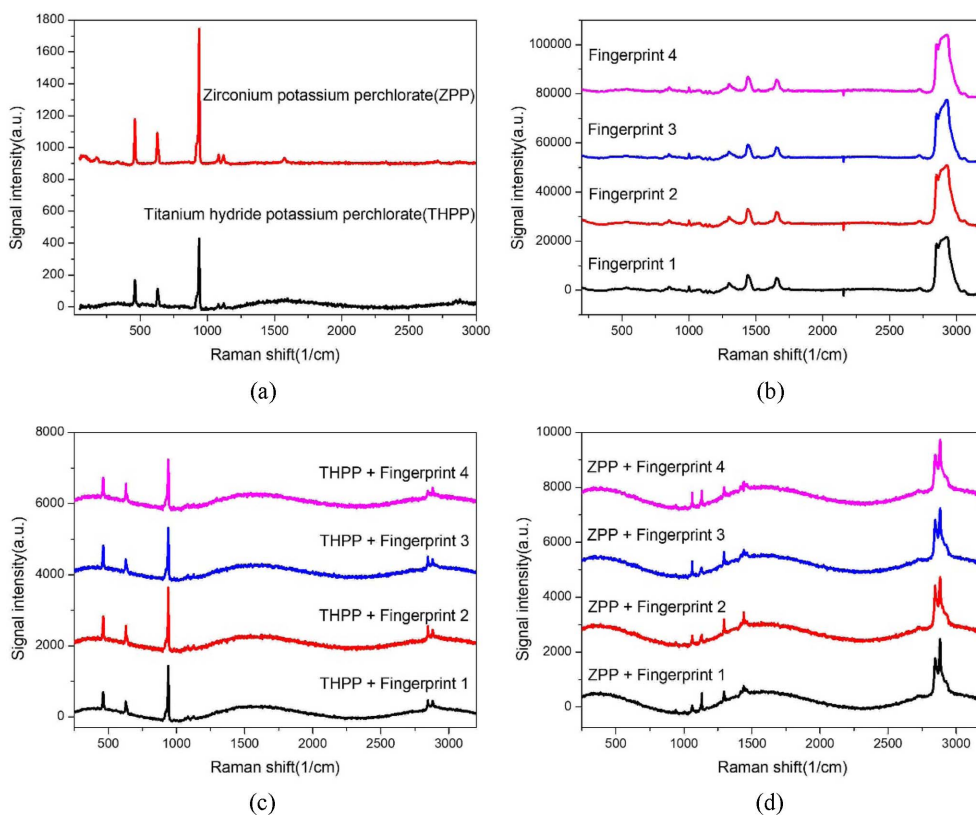 1800
1600
1400
1200
1000
800
600
400
200
0
Signal intensity(a.u.)
Zirconium potassium perchlorate(ZPP)
Titanium hydride potassium perchlorate(THPP)
500 1000 1500 2000 2500 3000
Raman shift(1/cm)
(a)
100000
80000
60000
40000
20000
0
Signal intensity(a.u.)
Fingerprint 4
Fingerprint 3
Fingerprint 2
Fingerprint 1
500 1000 1500 2000 2500 3000
Raman shift(1/cm)
(b)
8000
6000
4000
2000
0
Signal intensity(a.u.)
THPP + Fingerprint 4
THPP + Fingerprint 3
THPP + Fingerprint 2
THPP + Fingerprint 1
500 1000 1500 2000 2500 3000
Raman shift(1/cm)
(c)
10000
8000
6000
4000
2000
0
Signal intensity(a.u.)
ZPP + Fingerprint 4
ZPP + Fingerprint 3
ZPP + Fingerprint 2
ZPP + Fingerprint 1
500 1000 1500 2000 2500 3000
Raman shift(1/cm)
(d)